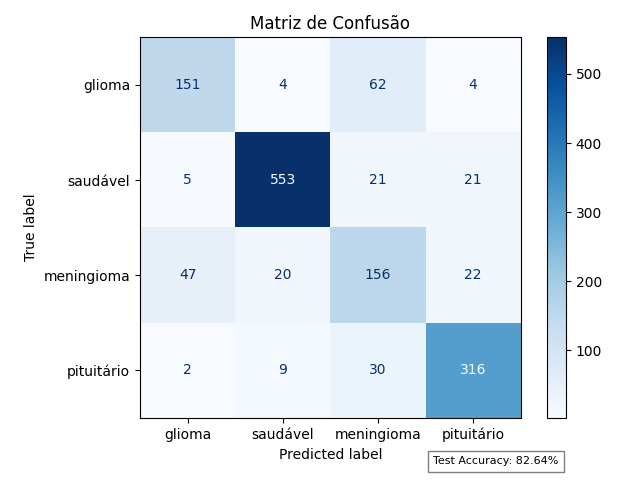 Matriz de Confusão
glioma 151 4 62 4
saudável 5 553 21 21
meningioma 47 20 156 22
pituitário 2 9 30 316
glioma saudável meningioma pituitário
True label
Predicted label
500
400
300
200
100
Test Accuracy: 82.64%